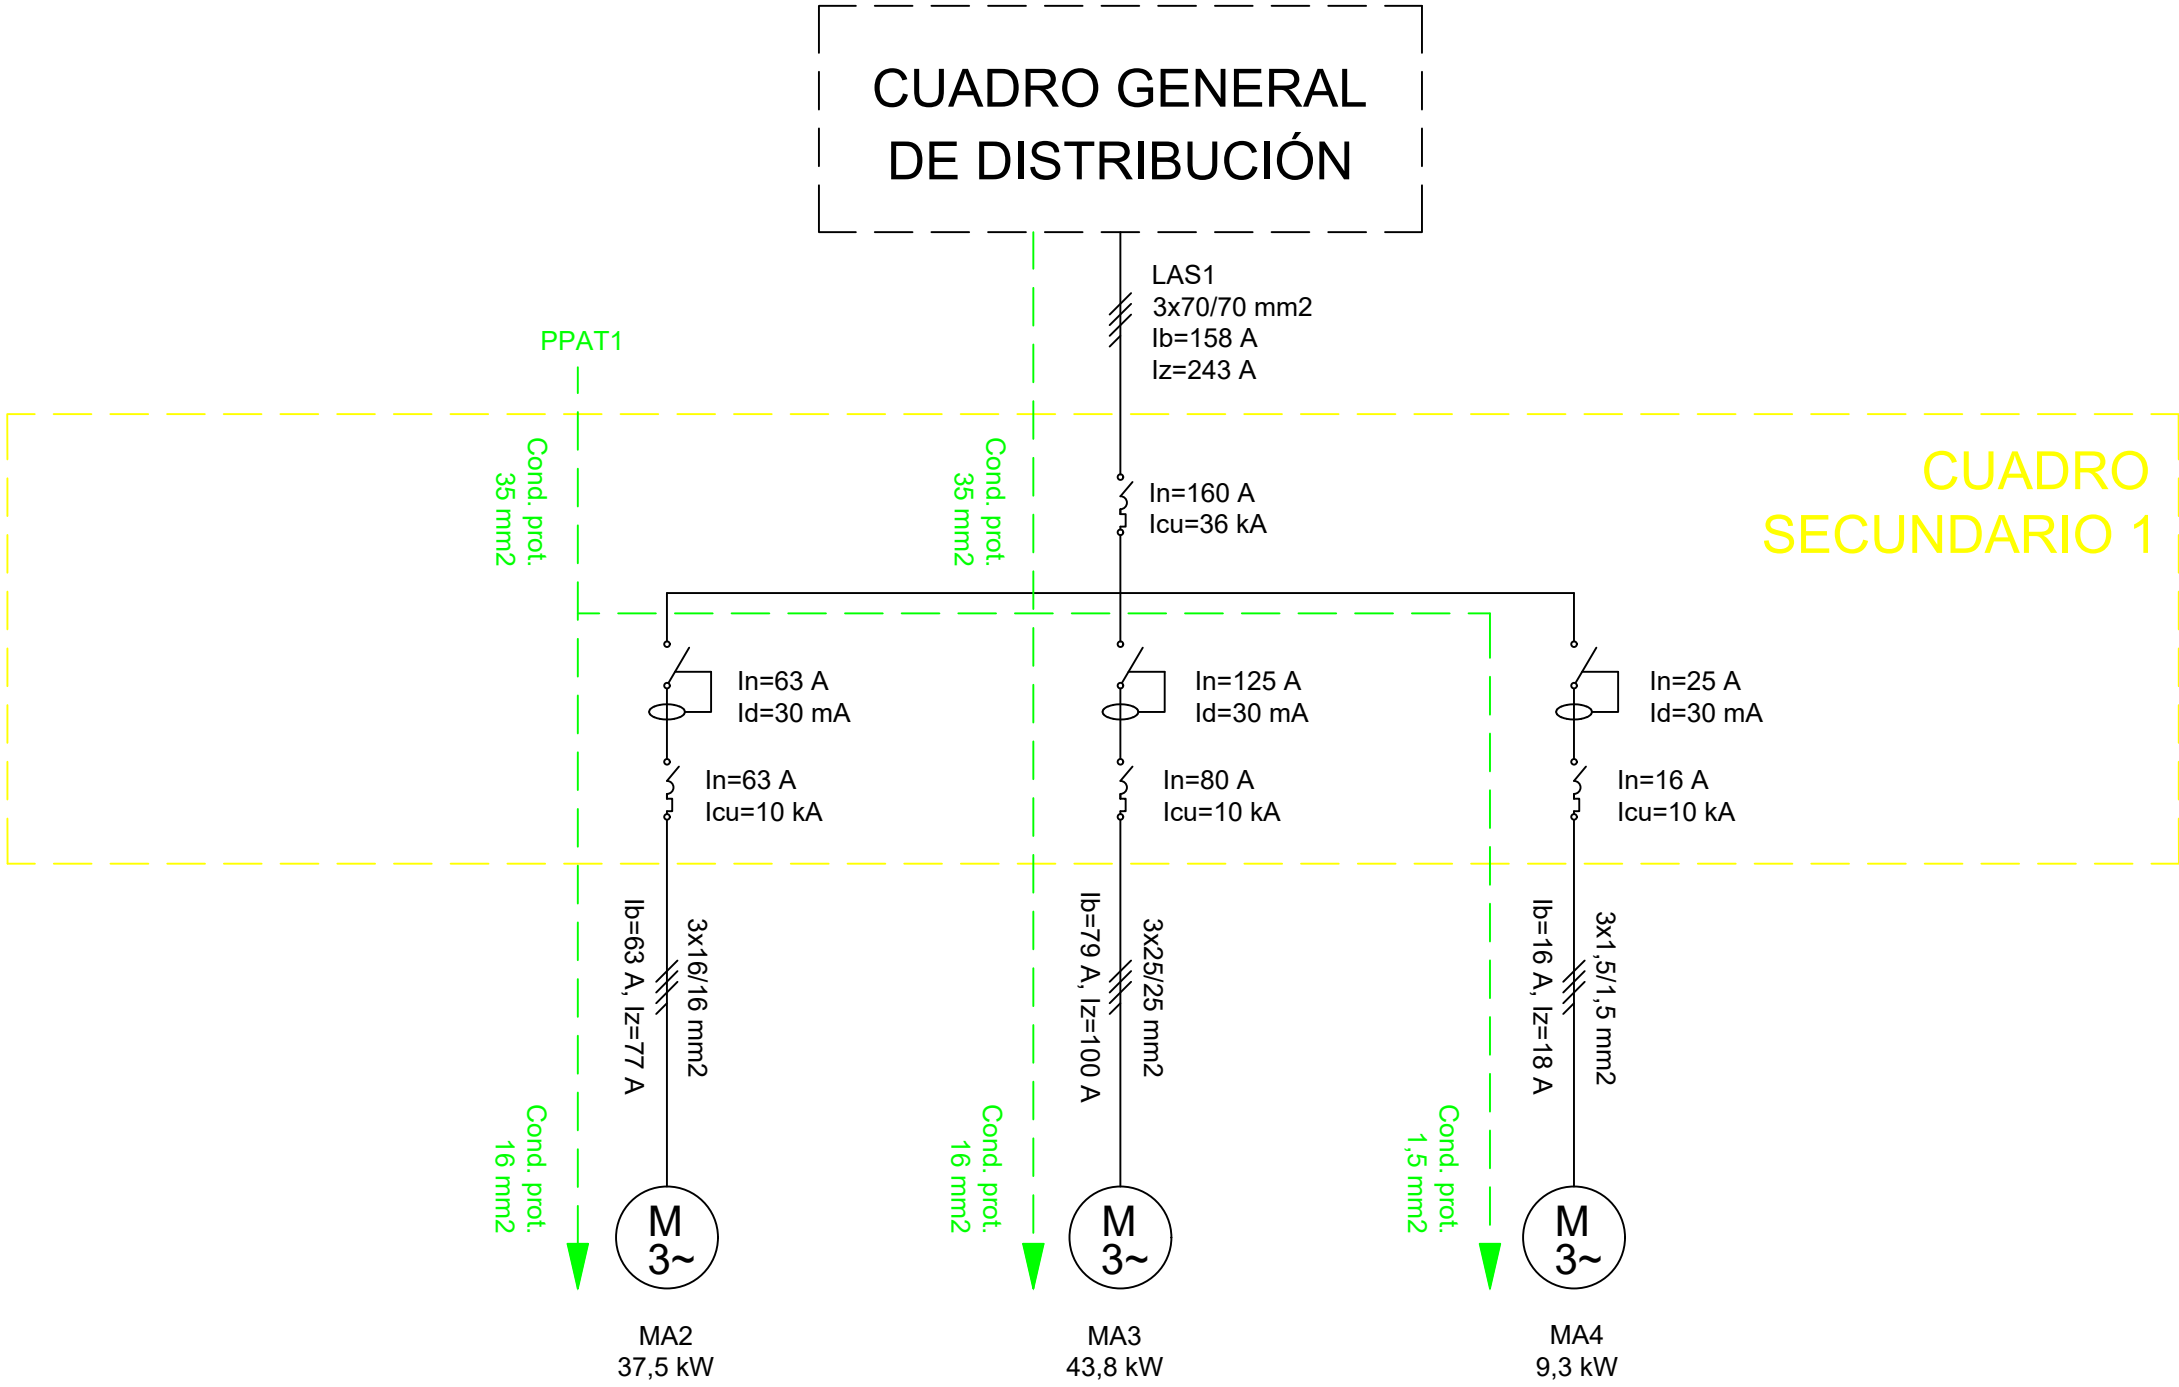 CUADRO GENERAL
DE DISTRIBUCIÓN
LAS1
3x70/70 mm2
Ib=158 A
Iz=243 A
PPAT1
Cond. prot.
35 mm2
Cond. prot.
35 mm2
CUADRO
SECUNDARIO 1
In=160 A
Icu=36 kA
In=63 A
Id=30 mA
In=125 A
Id=30 mA
In=25 A
Id=30 mA
In=63 A
Icu=10 kA
In=80 A
Icu=10 kA
In=16 A
Icu=10 kA
3x16/16 mm2
Ib=63 A, Iz=77 A
3x25/25 mm2
Ib=79 A, Iz=100 A
3x1,5/1,5 mm2
Ib=16 A, Iz=18 A
Cond. prot.
16 mm2
Cond. prot.
16 mm2
Cond. prot.
1,5 mm2
M
3~
M
3~
M
3~
MA2
37,5 kW
MA3
43,8 kW
MA4
9,3 kW